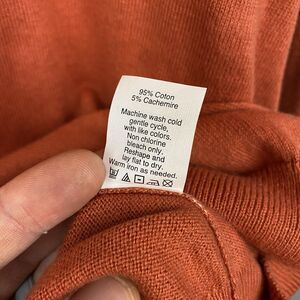 95% Coton
5% Cachemire
Machine wash cold
gentle cycle,
with like colors.
Non chlorine
bleach only.
Reshape and
lay flat to dry.
Warm iron as needed.